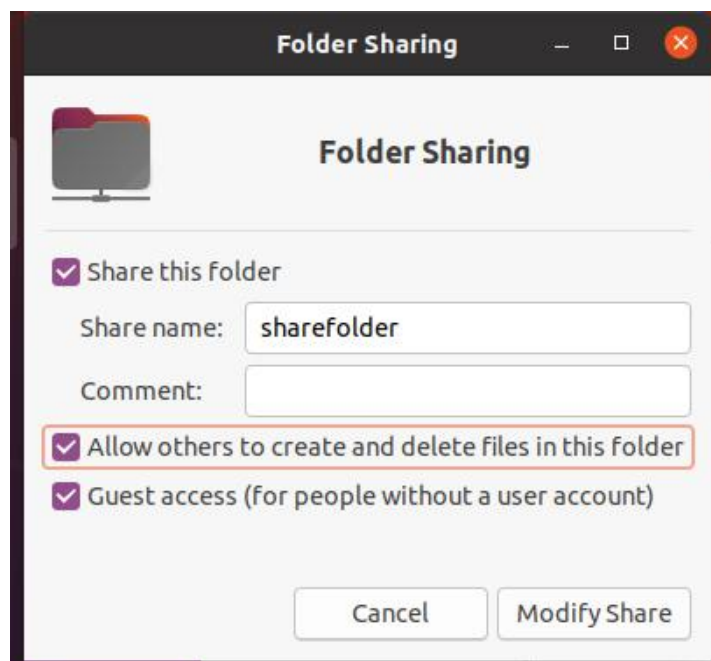 Folder Sharing
Folder Sharing
Share this folder
Share name: sharefolder
Comment:
Allow others to create and delete files in this folder
Guest access (for people without a user account)
Cancel Modify Share